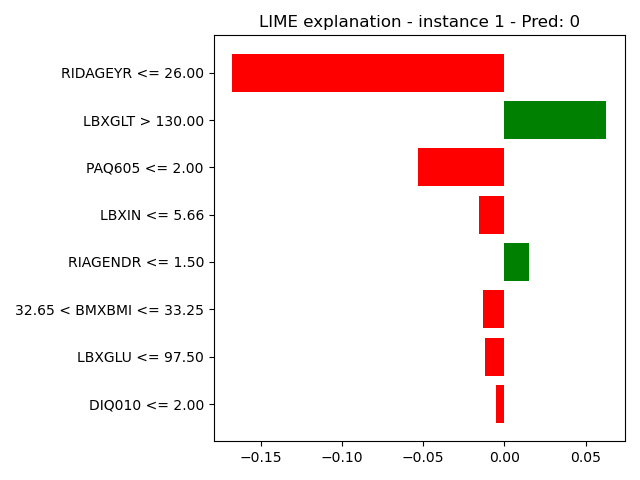 LIME explanation - instance 1 - Pred: 0
RIDAGEYR <= 26.00
LBXGLT > 130.00
PAQ605 <= 2.00
LBXIN <= 5.66
RIAGENDR <= 1.50
32.65 < BMXBMI <= 33.25
LBXGLU <= 97.50
DIQ010 <= 2.00
−0.15 −0.10 −0.05 0.00 0.05